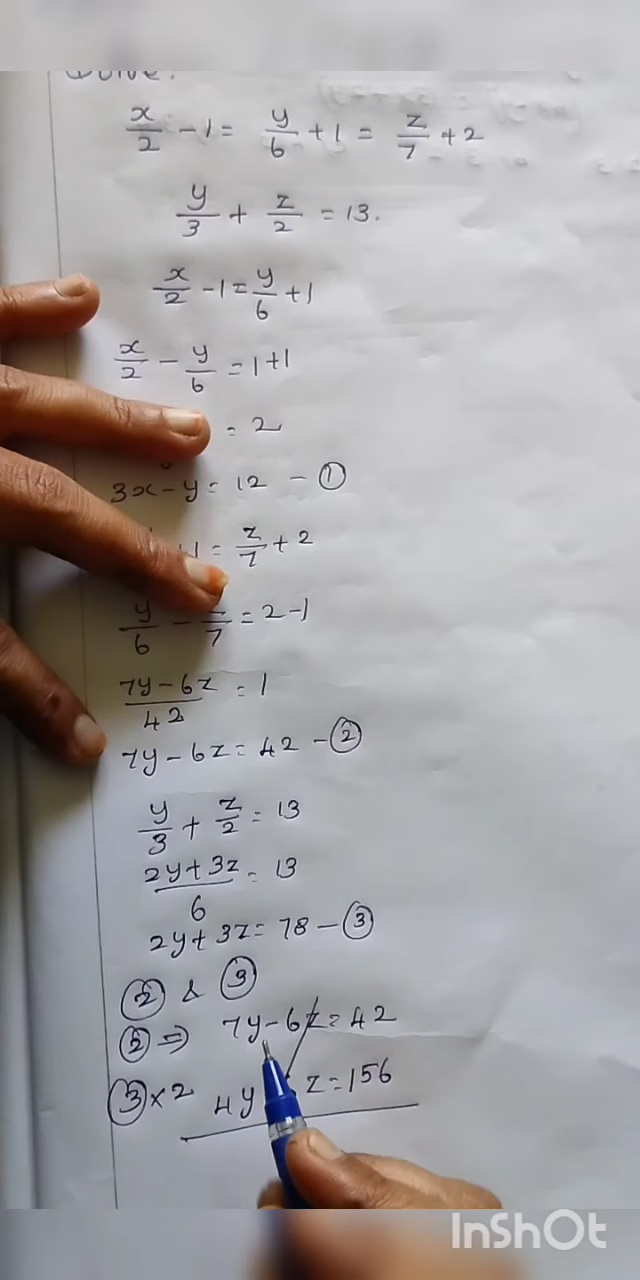 x/2 - 1 = y/6 + 1 = z/7 + 2
y/3 + z/2 = 13.
x/2 - 1 = y/6 + 1
x/2 - y/6 = 1+1
= 2
3x - y = 12 - ①
1 = z/7 + 2
y/6 - /7 = 2-1
7y - 6z/42 = 1
7y - 6z = 42 - ②
y/3 + z/2 = 13
2y + 3z/6 = 13
2y + 3z = 78 - ③
② & ③
② ⇒ 7y - 6z = 42
③ × 2 4y z = 156
InShOt